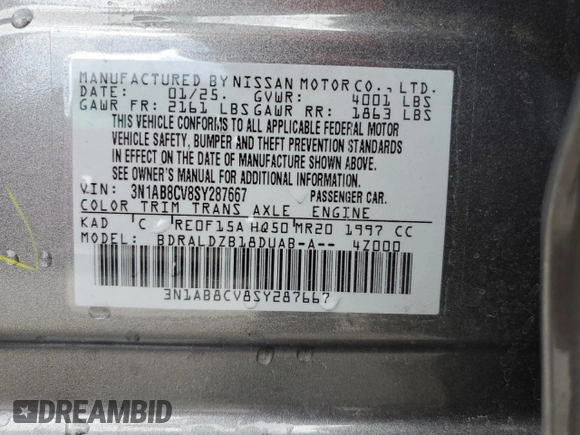 MANUFACTURED BY NISSAN MOTOR CO., LTD.
DATE: 01/25. GVWR: 4001 LBS
GAWR FR: 2161 LBS GAWR RR: 1863 LBS
THIS VEHICLE CONFORMS TO ALL APPLICABLE FEDERAL MOTOR
VEHICLE SAFETY, BUMPER AND THEFT PREVENTION STANDARDS
IN EFFECT ON THE DATE OF MANUFACTURE SHOWN ABOVE.
SEE OWNER'S MANUAL FOR ADDITIONAL INFORMATION.
VIN: 3N1AB8CV8SY287667 PASSENGER CAR.
COLOR TRIM TRANS AXLE ENGINE
KAD C RE0F15A HQ50 MR20 1997 CC
MODEL: BDRALDZB18DUAB-A-- 4Z000
3N1AB8CV8SY287667
DREAMBID